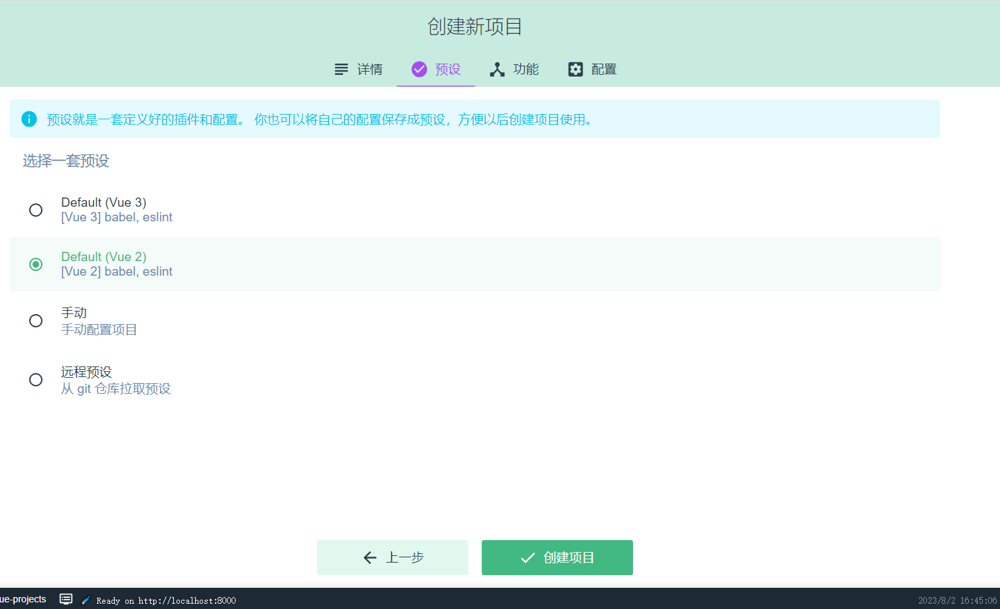 创建新项目
详情 预设 功能 配置
预设就是一套定义好的插件和配置。 你也可以将自己的配置保存成预设，方便以后创建项目使用。
选择一套预设
Default (Vue 3)
[Vue 3] babel, eslint
Default (Vue 2)
[Vue 2] babel, eslint
手动
手动配置项目
远程预设
从 git 仓库拉取预设
上一步 创建项目
ue-projects Ready on http://localhost:8000 2023/8/2 16:45:06